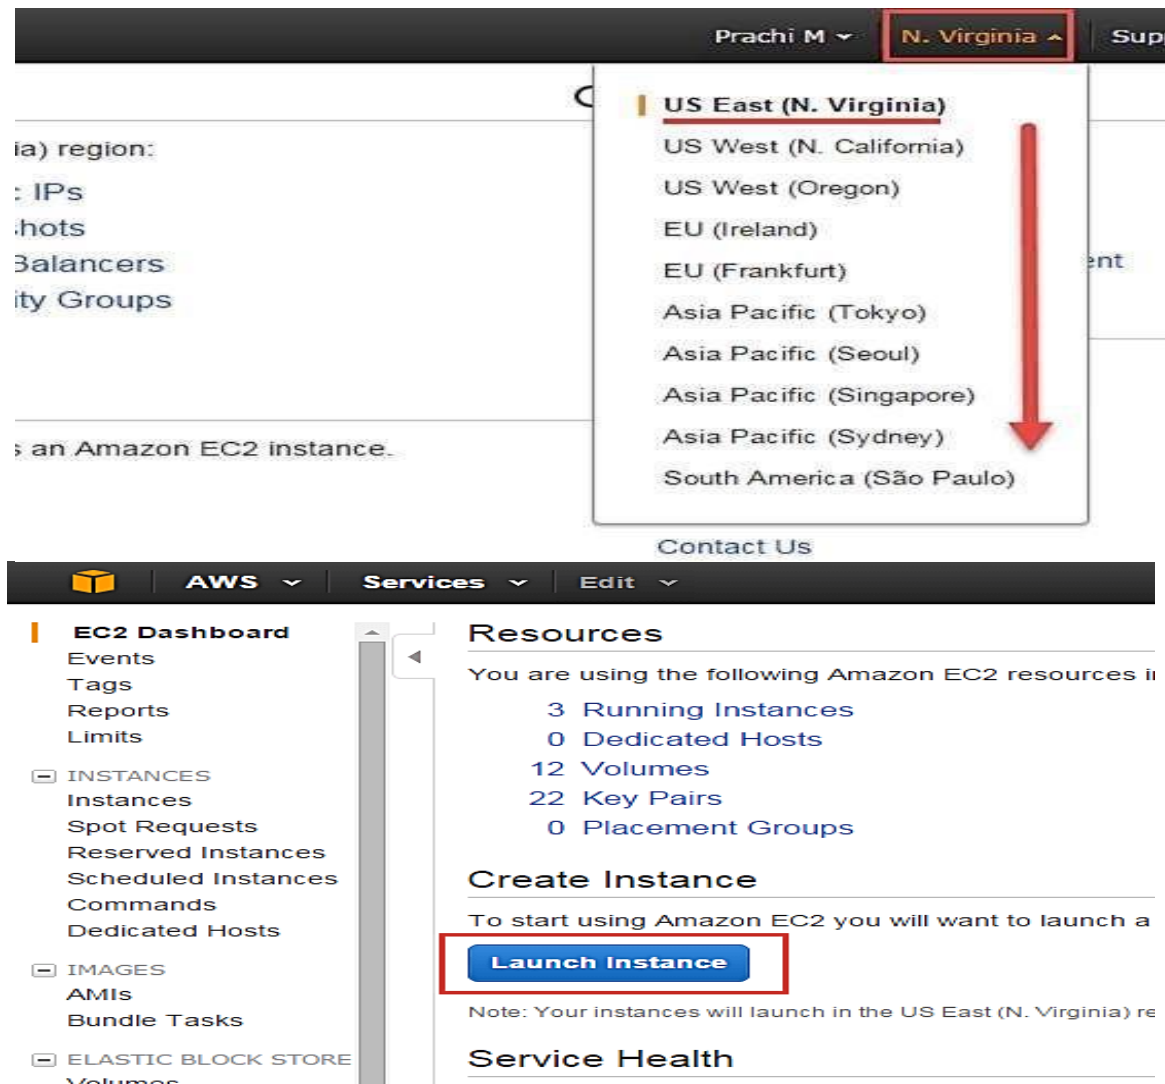 Prachi M N. Virginia Sup
US East (N. Virginia)
US West (N. California)
US West (Oregon)
EU (Ireland)
EU (Frankfurt)
Asia Pacific (Tokyo)
Asia Pacific (Seoul)
Asia Pacific (Singapore)
Asia Pacific (Sydney)
South America (São Paulo)
ia) region:
IPs
hots
Balancers
ity Groups
ent
s an Amazon EC2 instance.
Contact Us
AWS Services Edit
EC2 Dashboard
Events
Tags
Reports
Limits
INSTANCES
Instances
Spot Requests
Reserved Instances
Scheduled Instances
Commands
Dedicated Hosts
IMAGES
AMIs
Bundle Tasks
ELASTIC BLOCK STORE
Volumes
Resources
You are using the following Amazon EC2 resources i
3 Running Instances
0 Dedicated Hosts
12 Volumes
22 Key Pairs
0 Placement Groups
Create Instance
To start using Amazon EC2 you will want to launch a
Launch Instance
Note: Your instances will launch in the US East (N. Virginia) re
Service Health